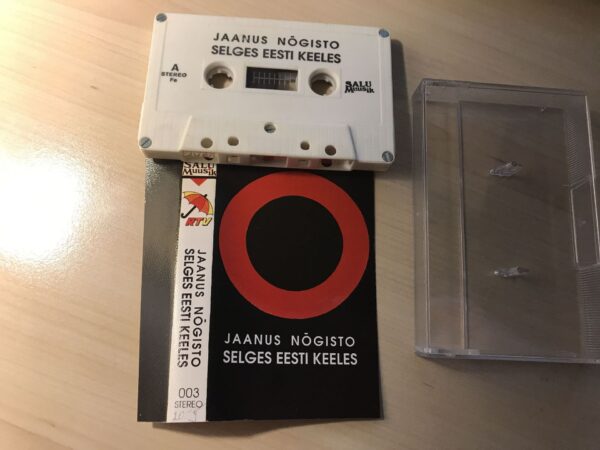 JAANUS NÕGISTO
SELGES EESTI KEELES
A
STEREO
Fe
SALU
Muusik
SALU
Muusik
RTV
JAANUS NÕGISTO
SELGES EESTI KEELES
003
STEREO
JAANUS NÕGISTO
SELGES EESTI KEELES